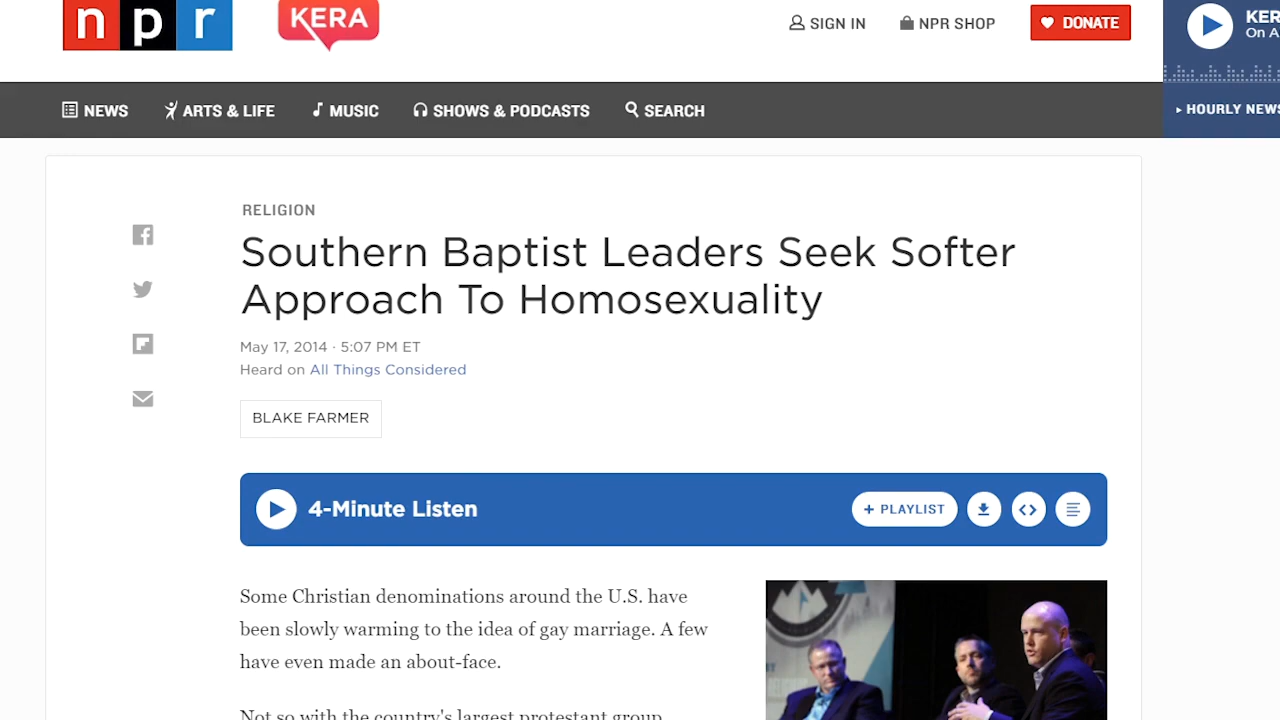 npr
KERA
SIGN IN
NPR SHOP
DONATE
On A
NEWS
ARTS & LIFE
MUSIC
SHOWS & PODCASTS
SEARCH
HOURLY NEWS
RELIGION
Southern Baptist Leaders Seek Softer
Approach To Homosexuality
May 17, 2014 · 5:07 PM ET
Heard on All Things Considered
BLAKE FARMER
4-Minute Listen
+ PLAYLIST
Some Christian denominations around the U.S. have
been slowly warming to the idea of gay marriage. A few
have even made an about-face.
Not so with the country's largest protestant group